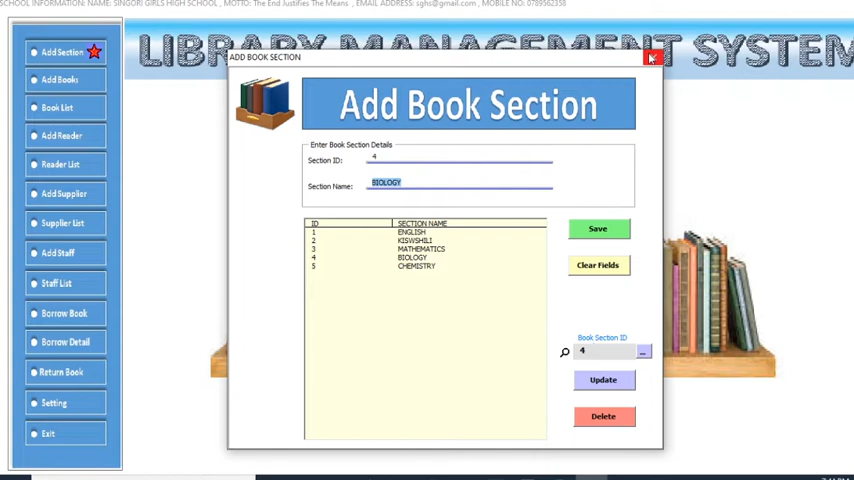 SCHOOL INFORMATION: NAME: SINGORI GIRLS HIGH SCHOOL , MOTTO: The End Justifies The Means , EMAIL ADDRESS: sghs@gmail.com , MOBILE NO: 0789562358
LIBRARY MANAGEMENT SYSTEM
Add Section
Add Books
Book List
Add Reader
Reader List
Add Supplier
Supplier List
Add Staff
Staff List
Borrow Book
Borrow Detail
Return Book
Setting
Exit
ADD BOOK SECTION
Add Book Section
Enter Book Section Details
Section ID: 4
Section Name: BIOLOGY
ID SECTION NAME
1 ENGLISH
2 KISWSHILI
3 MATHEMATICS
4 BIOLOGY
5 CHEMISTRY
Save
Clear Fields
Book Section ID
4 ...
Update
Delete